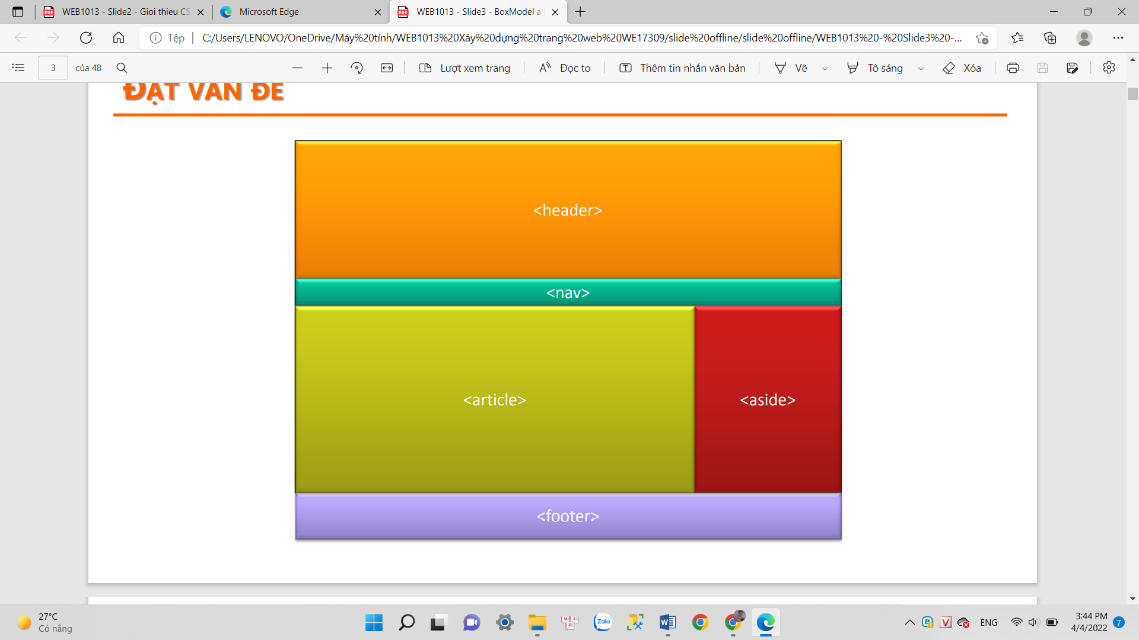 WEB1013 - Slide2 - Gioi thieu CS
Microsoft Edge
WEB1013 - Slide3 - BoxModel a
Tệp
C:/Users/LENOVO/OneDrive/Máy%20tính/WEB1013%20Xây%20dựng%20trang%20web%20WE17309/slide%20offline/slide%20offline/WEB1013%20-%20Slide3%20-...
3
của 48
Lượt xem trang
Đọc to
Thêm tin nhắn văn bản
Vẽ
Tô sáng
Xóa
ĐẶT VẤN ĐỀ
<header>
<nav>
<article>
<aside>
<footer>
27°C
Có nắng
Zalo
ENG
3:44 PM
4/4/2022
7